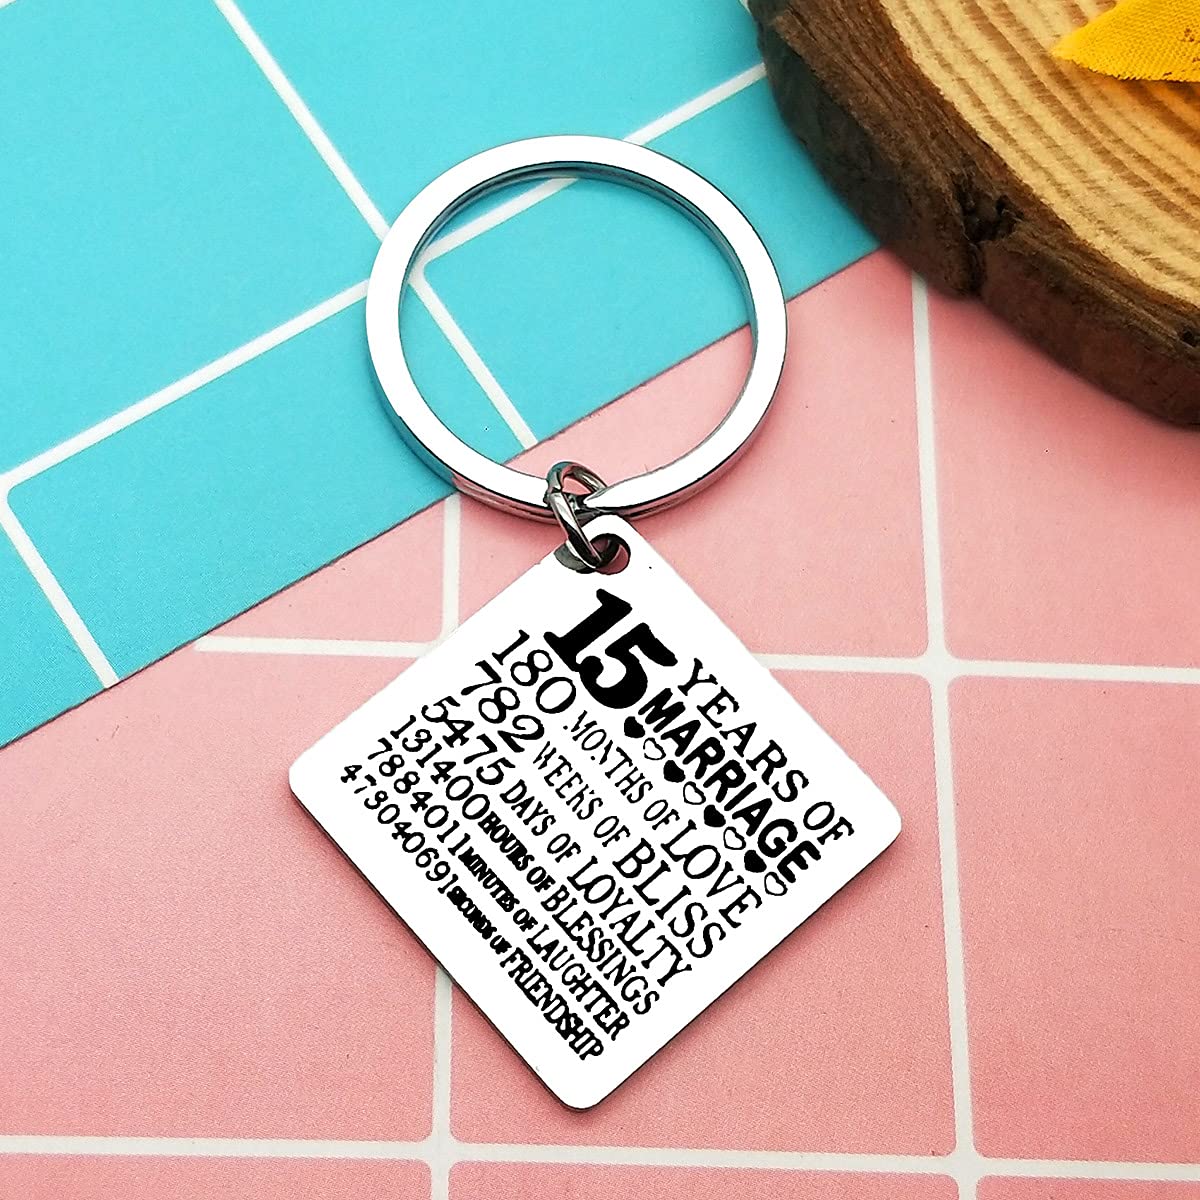 15 YEARS OF
MARRIAGE
180 MONTHS OF LOVE
782 WEEKS OF BLISS
5475 DAYS OF LOYALTY
131400 HOURS OF BLESSINGS
7884011 MINUTES OF LAUGHTER
473040691 SECONDS OF FRIENDSHIP